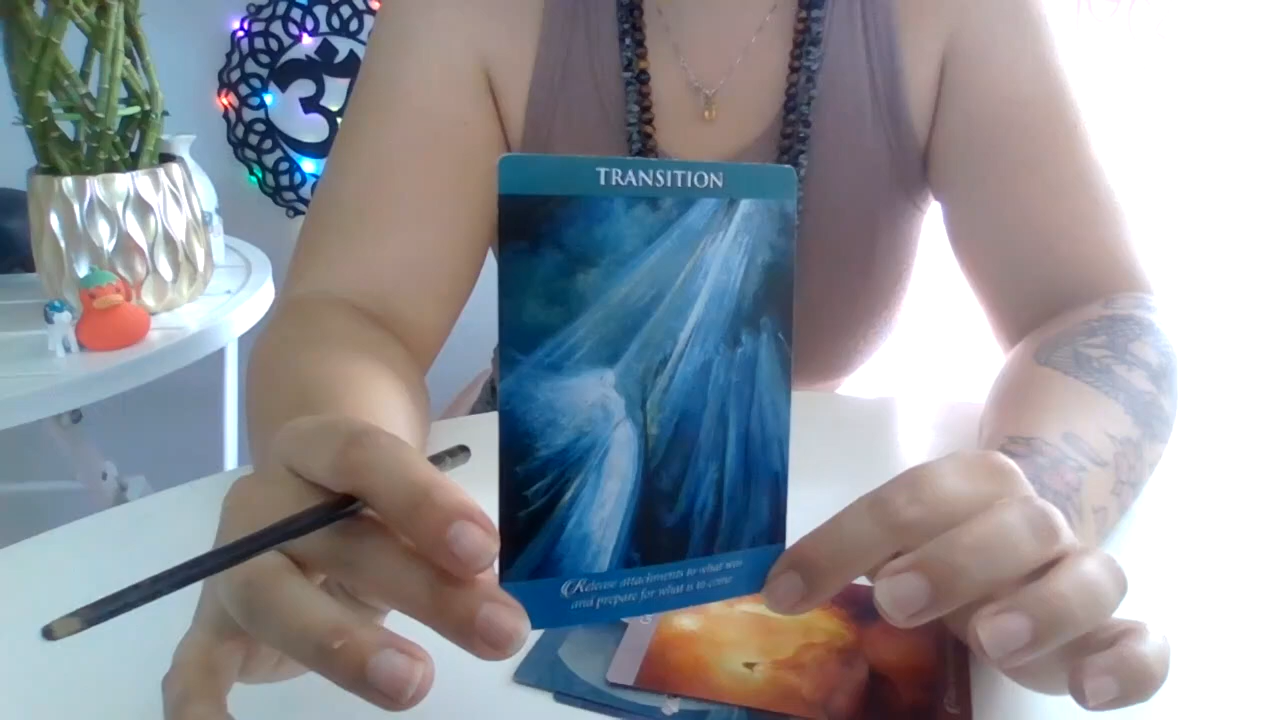 TRANSITION
Release attachments to what was
and prepare for what is to come